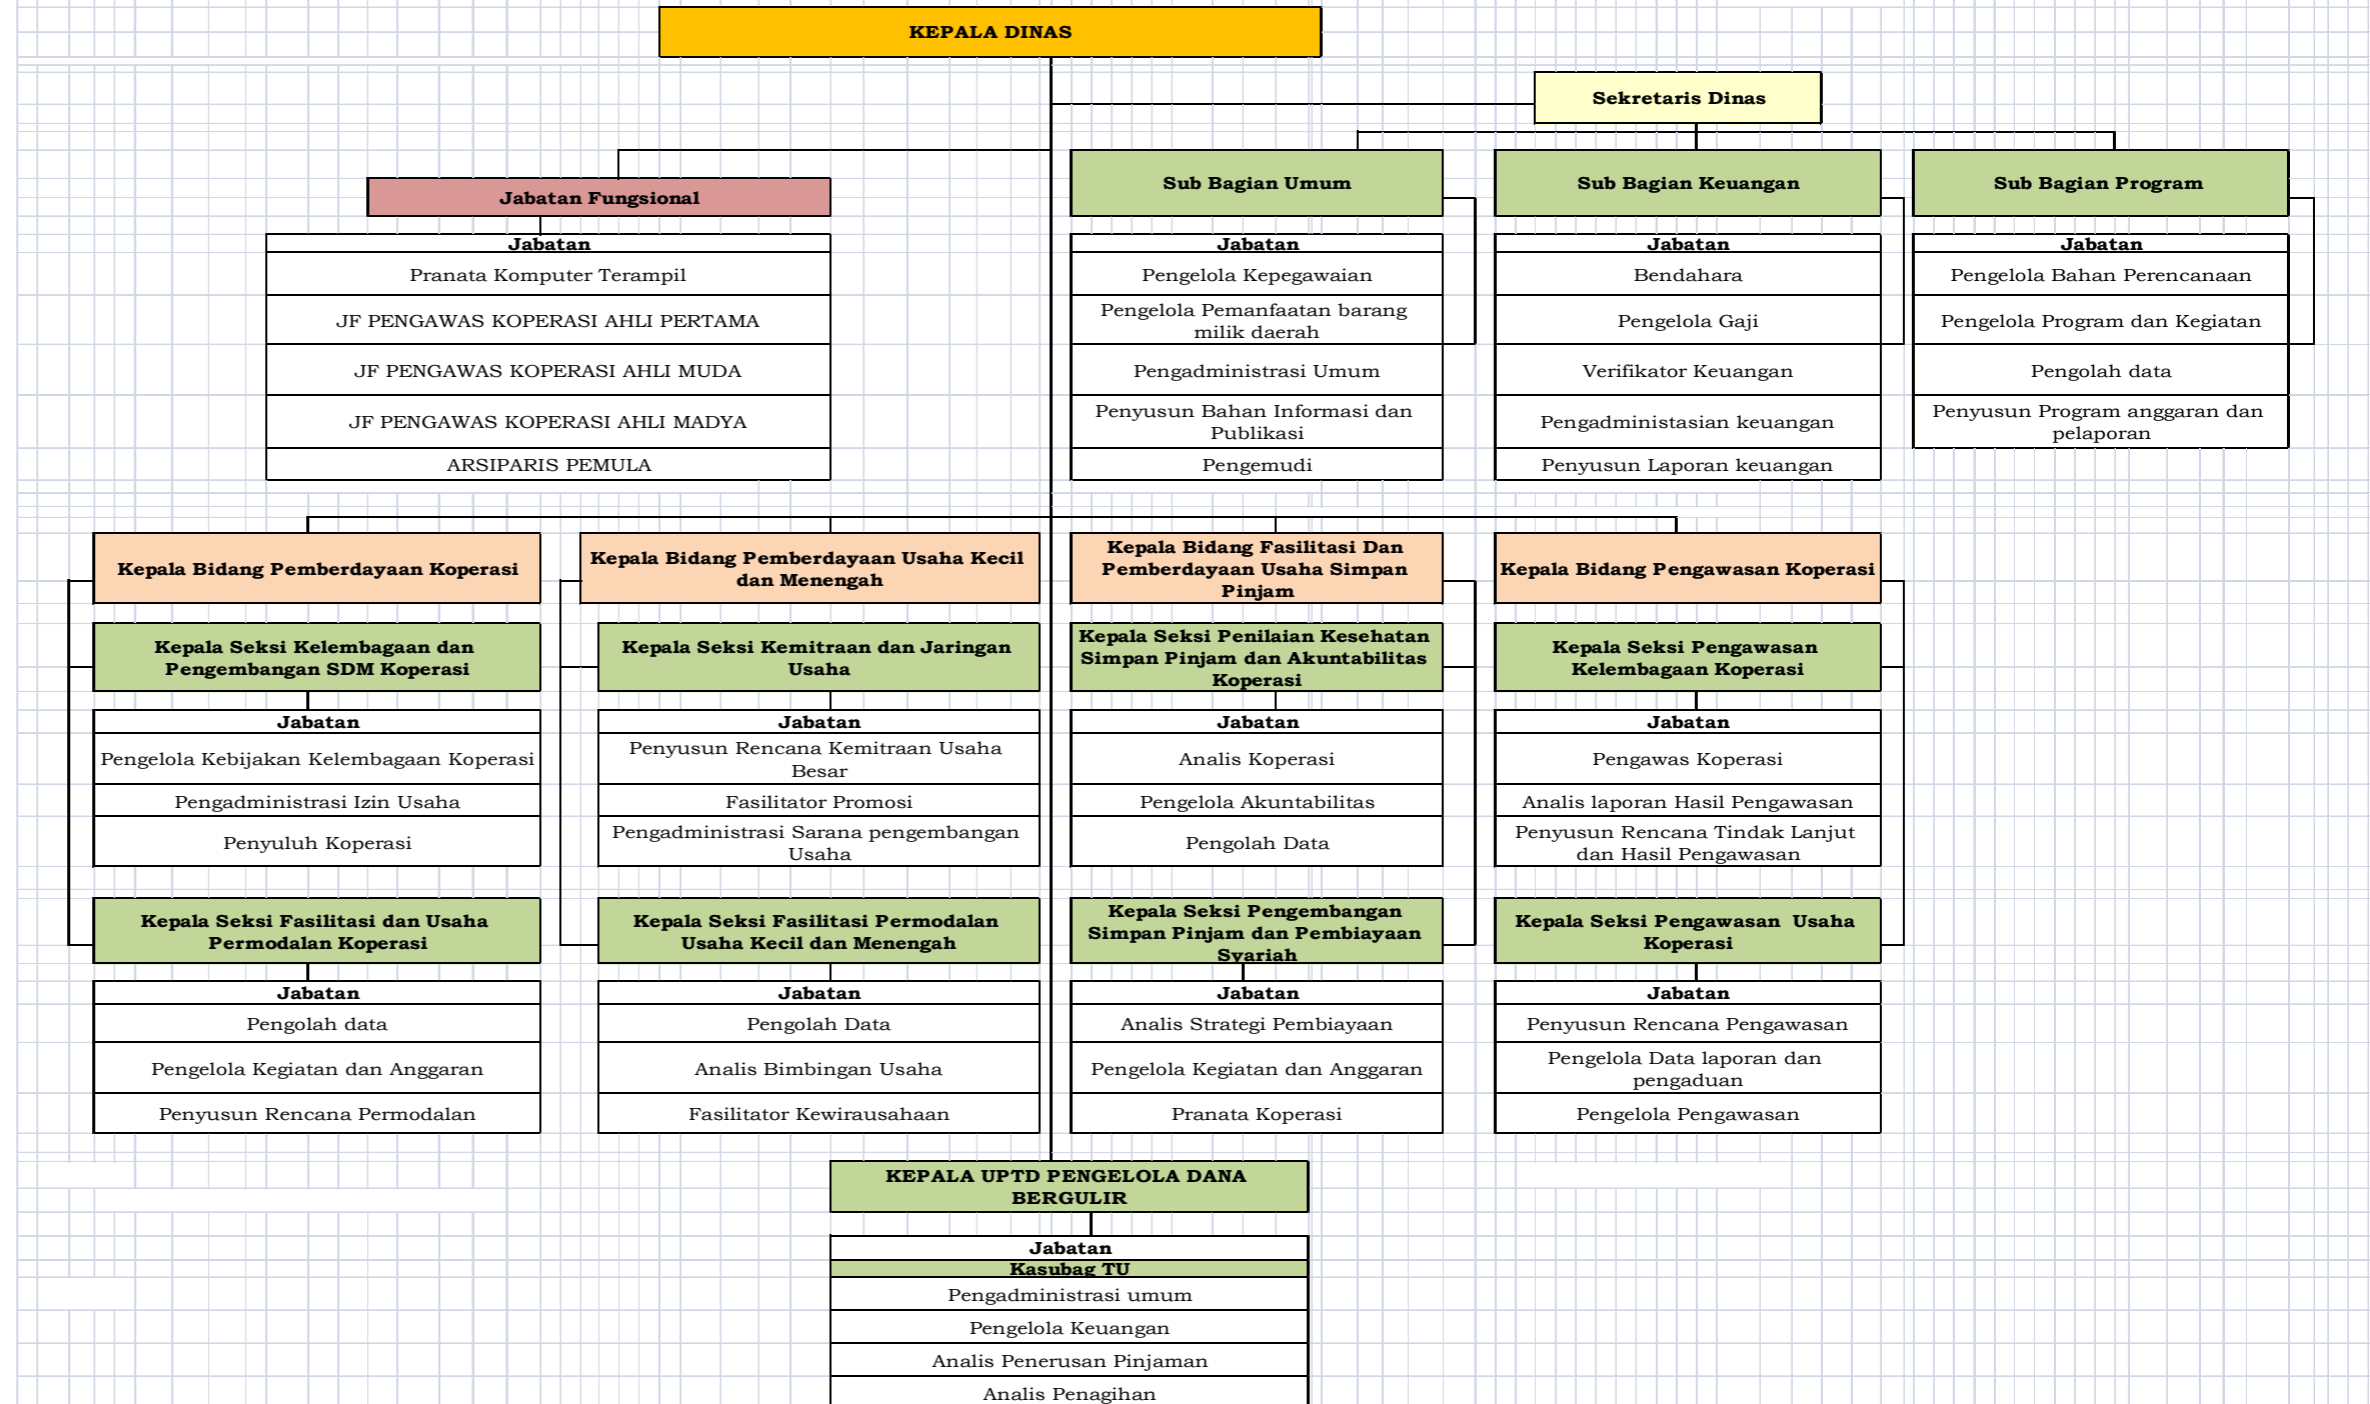 KEPALA DINAS
Sekretaris Dinas
Jabatan Fungsional
Jabatan
Pranata Komputer Terampil
JF PENGAWAS KOPERASI AHLI PERTAMA
JF PENGAWAS KOPERASI AHLI MUDA
JF PENGAWAS KOPERASI AHLI MADYA
ARSIPARIS PEMULA
Sub Bagian Umum
Jabatan
Pengelola Kepegawaian
Pengelola Pemanfaatan barang
milik daerah
Pengadministrasi Umum
Penyusun Bahan Informasi dan
Publikasi
Pengemudi
Sub Bagian Keuangan
Jabatan
Bendahara
Pengelola Gaji
Verifikator Keuangan
Pengadministasian keuangan
Penyusun Laporan keuangan
Sub Bagian Program
Jabatan
Pengelola Bahan Perencanaan
Pengelola Program dan Kegiatan
Pengolah data
Penyusun Program anggaran dan
pelaporan
Kepala Bidang Pemberdayaan Koperasi
Kepala Seksi Kelembagaan dan
Pengembangan SDM Koperasi
Jabatan
Pengelola Kebijakan Kelembagaan Koperasi
Pengadministrasi Izin Usaha
Penyuluh Koperasi
Kepala Seksi Fasilitasi dan Usaha
Permodalan Koperasi
Jabatan
Pengolah data
Pengelola Kegiatan dan Anggaran
Penyusun Rencana Permodalan
Kepala Bidang Pemberdayaan Usaha Kecil
dan Menengah
Kepala Seksi Kemitraan dan Jaringan
Usaha
Jabatan
Penyusun Rencana Kemitraan Usaha
Besar
Fasilitator Promosi
Pengadministrasi Sarana pengembangan
Usaha
Kepala Seksi Fasilitasi Permodalan
Usaha Kecil dan Menengah
Jabatan
Pengolah Data
Analis Bimbingan Usaha
Fasilitator Kewirausahaan
Kepala Bidang Fasilitasi Dan
Pemberdayaan Usaha Simpan
Pinjam
Kepala Seksi Penilaian Kesehatan
Simpan Pinjam dan Akuntabilitas
Koperasi
Jabatan
Analis Koperasi
Pengelola Akuntabilitas
Pengolah Data
Kepala Seksi Pengembangan
Simpan Pinjam dan Pembiayaan
Syariah
Jabatan
Analis Strategi Pembiayaan
Pengelola Kegiatan dan Anggaran
Pranata Koperasi
Kepala Bidang Pengawasan Koperasi
Kepala Seksi Pengawasan
Kelembagaan Koperasi
Jabatan
Pengawas Koperasi
Analis laporan Hasil Pengawasan
Penyusun Rencana Tindak Lanjut
dan Hasil Pengawasan
Kepala Seksi Pengawasan Usaha
Koperasi
Jabatan
Penyusun Rencana Pengawasan
Pengelola Data laporan dan
pengaduan
Pengelola Pengawasan
KEPALA UPTD PENGELOLA DANA
BERGULIR
Jabatan
Kasubag TU
Pengadministrasi umum
Pengelola Keuangan
Analis Penerusan Pinjaman
Analis Penagihan